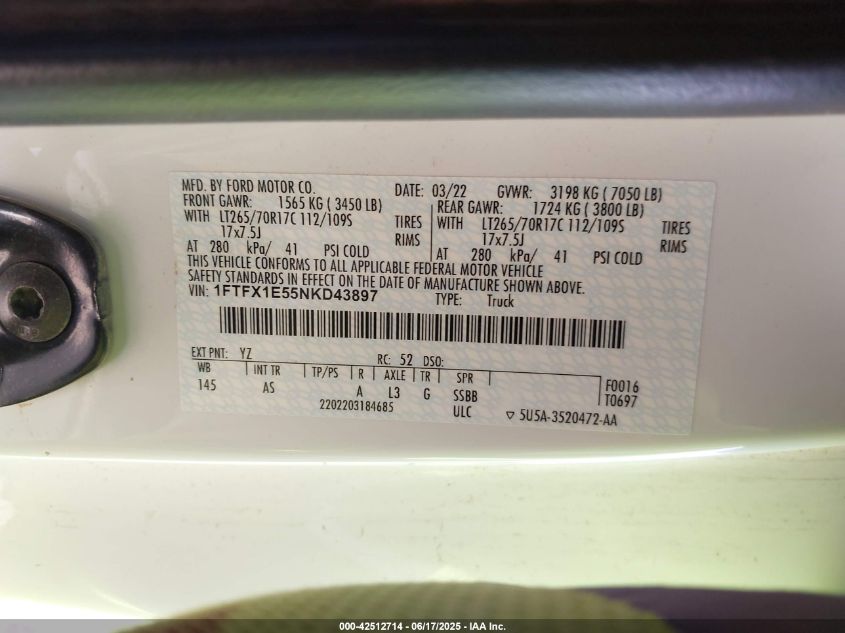 MFD. BY FORD MOTOR CO. DATE: 03/22 GVWR: 3198 KG ( 7050 LB)
FRONT GAWR: 1565 KG ( 3450 LB) REAR GAWR: 1724 KG ( 3800 LB)
WITH LT265/70R17C 112/109S TIRES WITH LT265/70R17C 112/109S TIRES
17x7.5J RIMS 17x7.5J RIMS
AT 280 kPa/ 41 PSI COLD AT 280 kPa/ 41 PSI COLD
THIS VEHICLE CONFORMS TO ALL APPLICABLE FEDERAL MOTOR VEHICLE
SAFETY STANDARDS IN EFFECT ON THE DATE OF MANUFACTURE SHOWN ABOVE.
VIN: 1FTFX1E55NKD43897 TYPE: Truck
EXT PNT: YZ RC: 52 DSO:
WB INT TR TP/PS R AXLE TR SPR F0016
145 AS A L3 G SSBB T0697
2202203184685 ULC ▽ 5U5A-3520472-AA
000-42512714 - 06/17/2025 - IAA Inc.